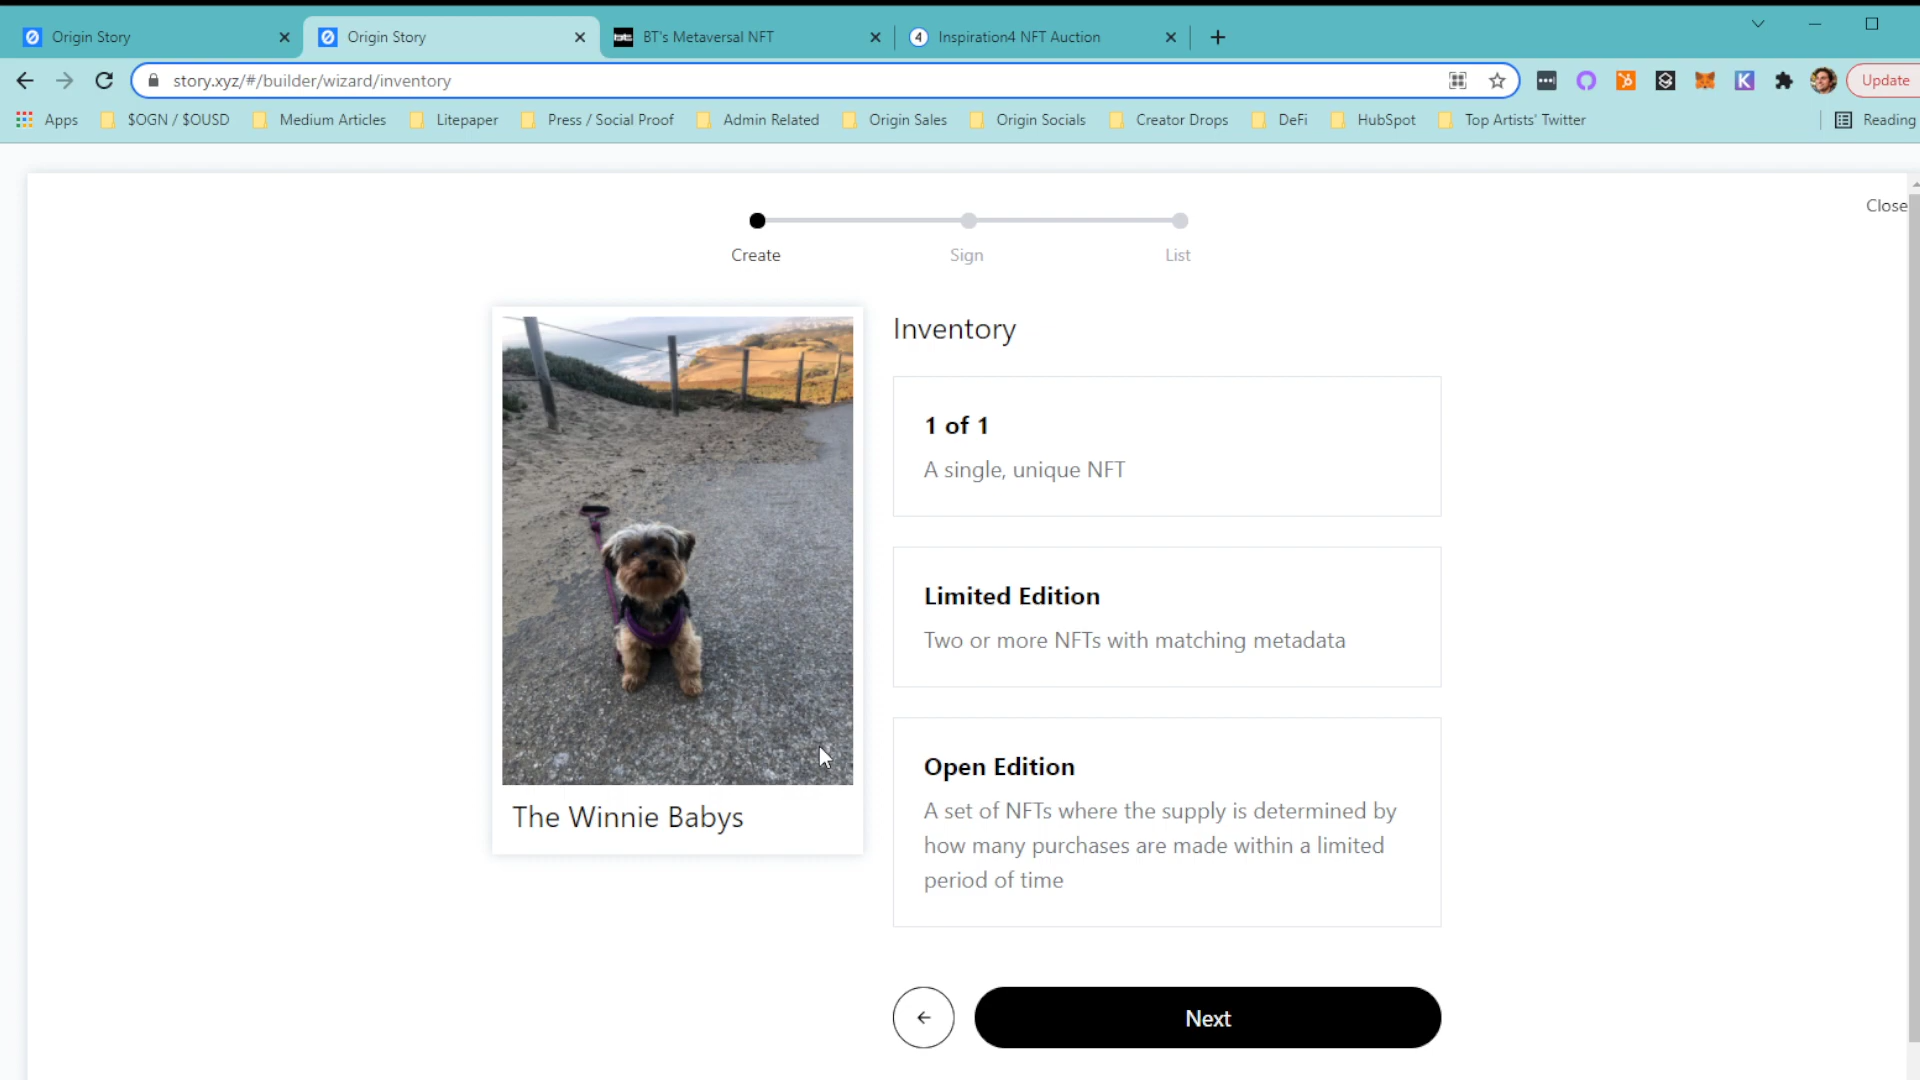 Origin Story
Origin Story
BT's Metaversal NFT
Inspiration4 NFT Auction
story.xyz/#/builder/wizard/inventory
Update
Apps
$OGN / $OUSD
Medium Articles
Litepaper
Press / Social Proof
Admin Related
Origin Sales
Origin Socials
Creator Drops
DeFi
HubSpot
Top Artists' Twitter
Reading
Close
Create
Sign
List
Inventory
1 of 1
A single, unique NFT
Limited Edition
Two or more NFTs with matching metadata
Open Edition
A set of NFTs where the supply is determined by
how many purchases are made within a limited
period of time
The Winnie Babys
Next